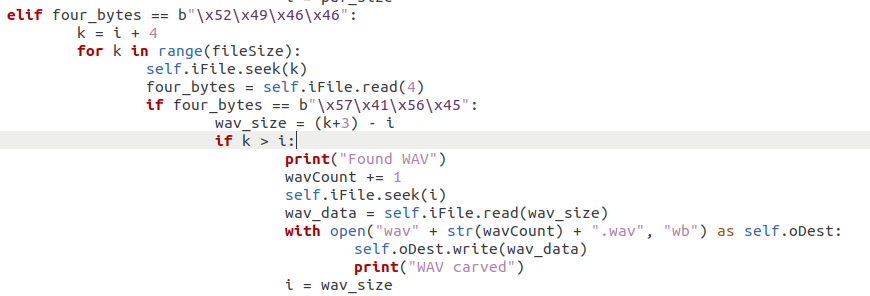 elif four_bytes == b"\x52\x49\x46\x46":
k = i + 4
for k in range(fileSize):
self.iFile.seek(k)
four_bytes = self.iFile.read(4)
if four_bytes == b"\x57\x41\x56\x45":
wav_size = (k+3) - i
if k > i:
print("Found WAV")
wavCount += 1
self.iFile.seek(i)
wav_data = self.iFile.read(wav_size)
with open("wav" + str(wavCount) + ".wav", "wb") as self.oDest:
self.oDest.write(wav_data)
print("WAV carved")
i = wav_size